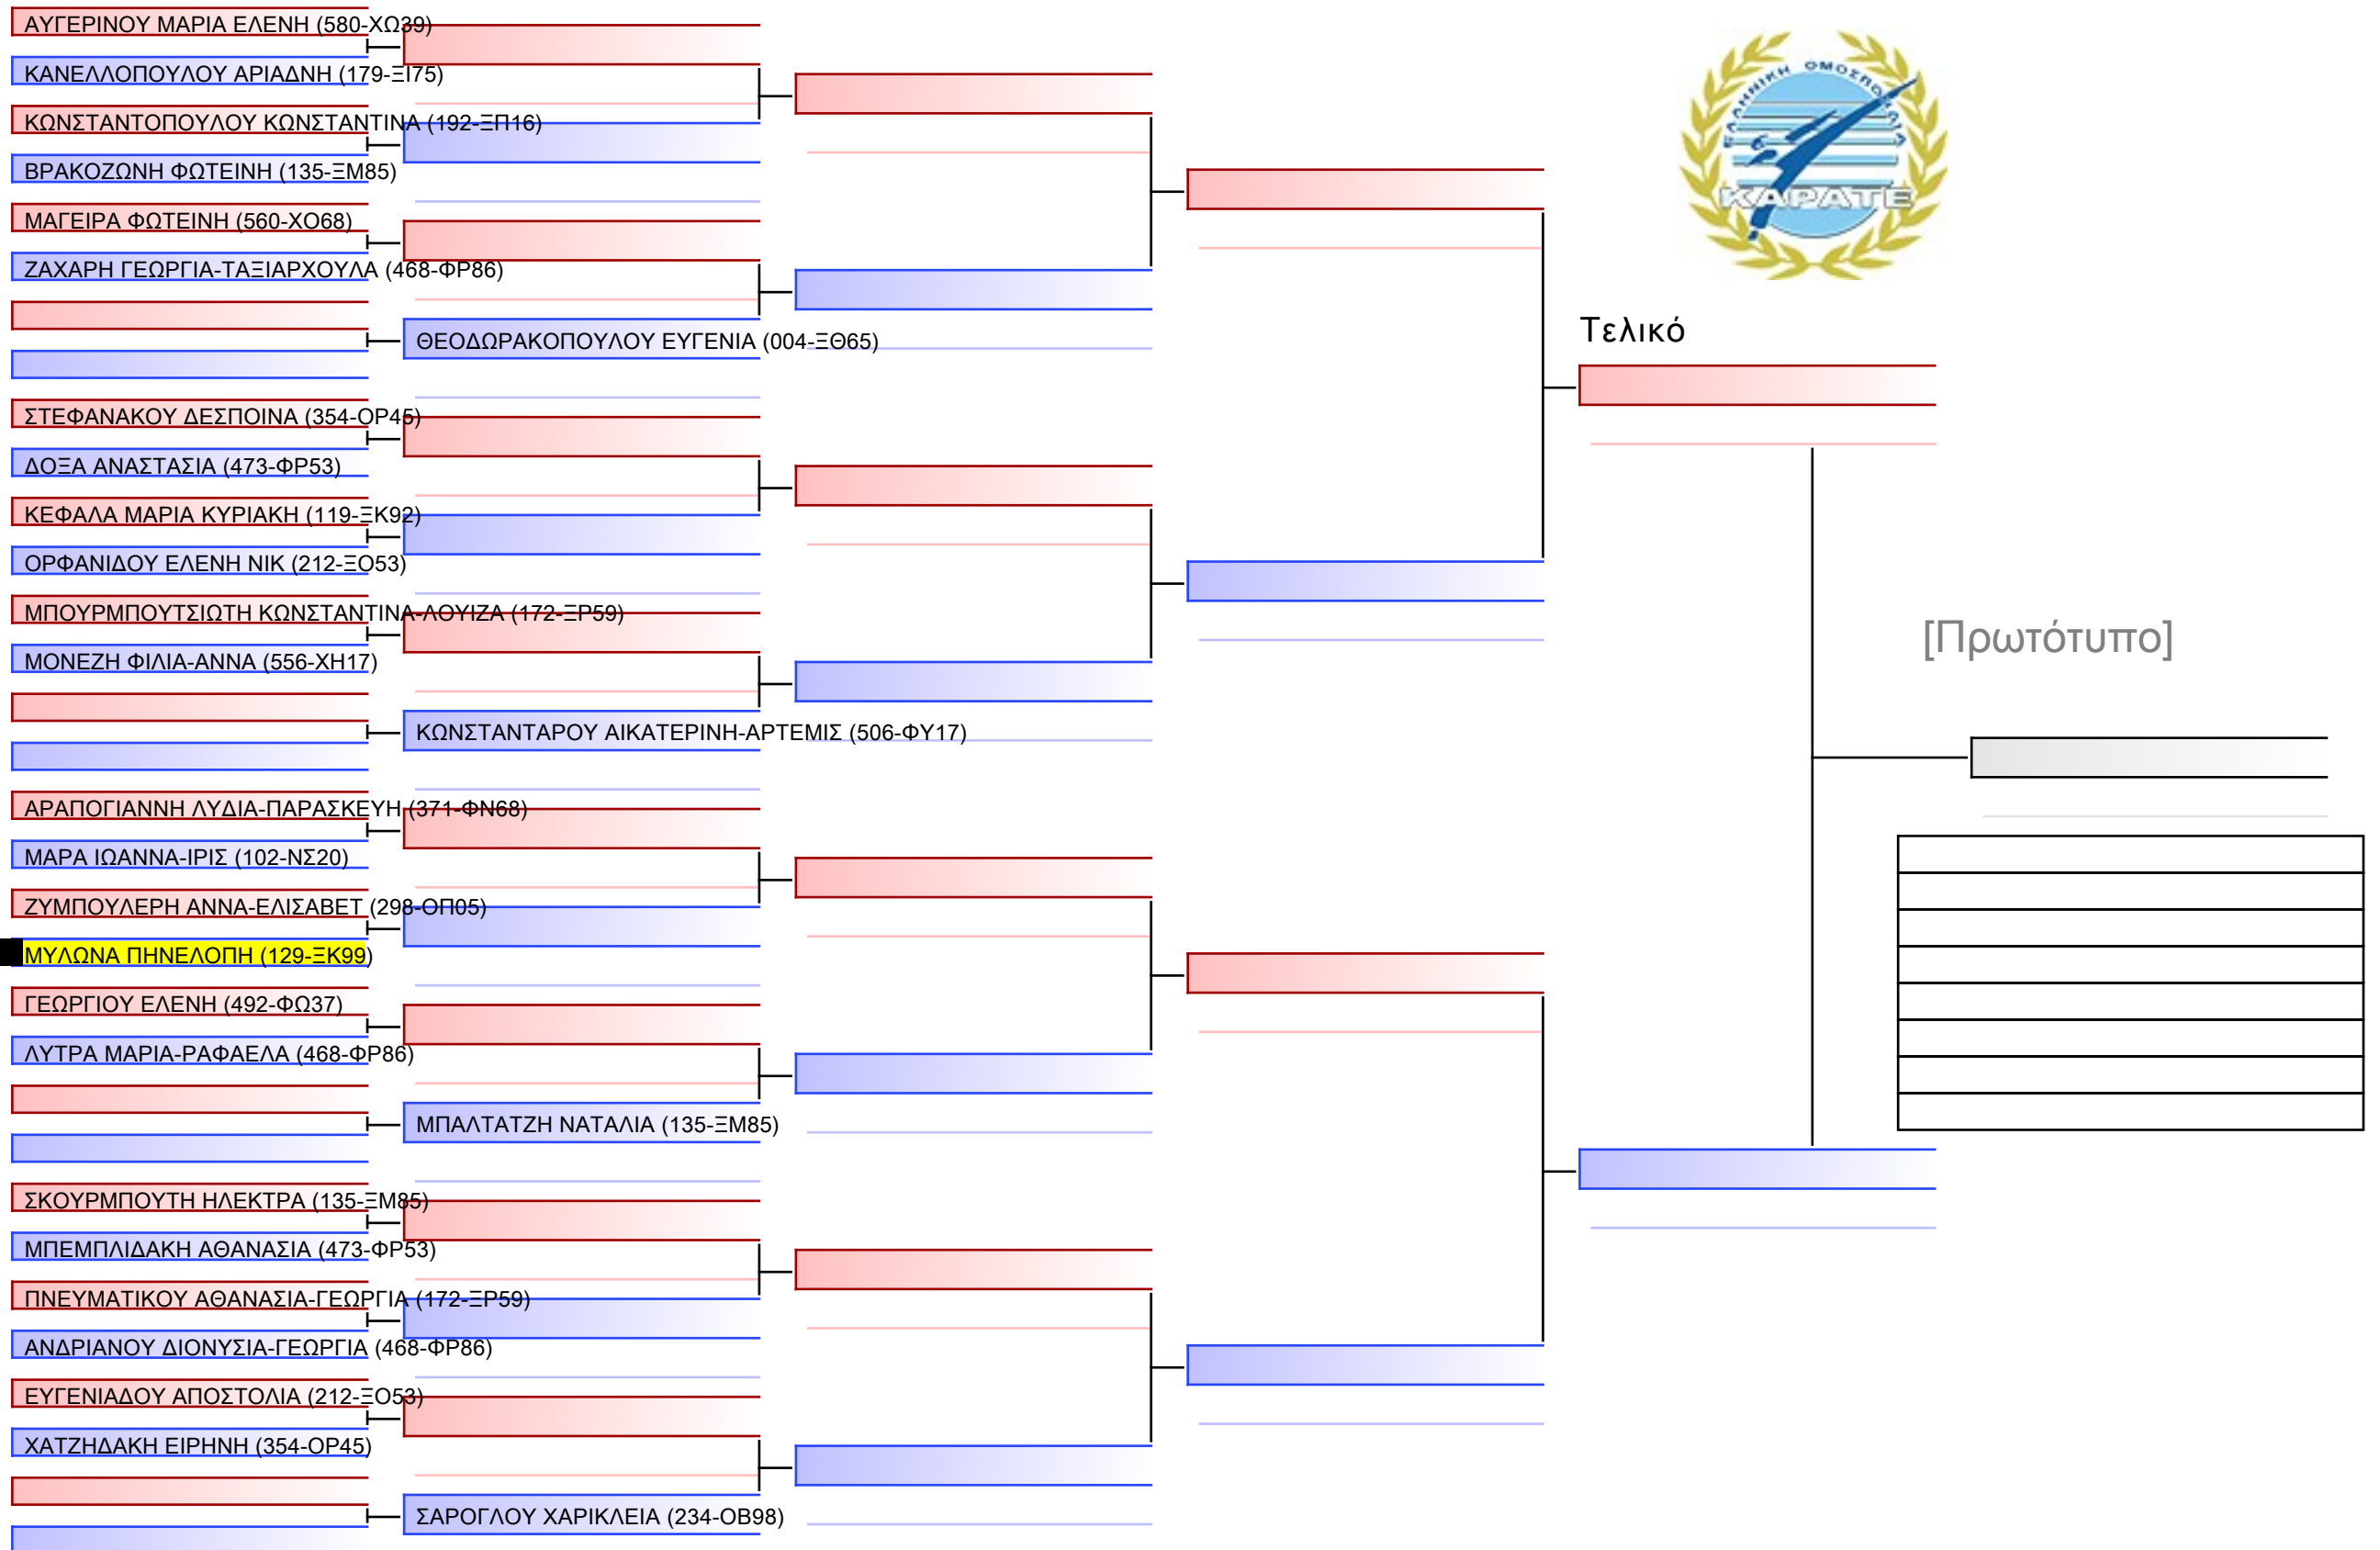 ΑΥΓΕΡΙΝΟΥ ΜΑΡΙΑ ΕΛΕΝΗ (580-ΧΩ39)
ΚΑΝΕΛΛΟΠΟΥΛΟΥ ΑΡΙΑΔΝΗ (179-ΞΙ75)
ΚΩΝΣΤΑΝΤΟΠΟΥΛΟΥ ΚΩΝΣΤΑΝΤΙΝΑ (192-ΞΠ16)
ΒΡΑΚΟΖΩΝΗ ΦΩΤΕΙΝΗ (135-ΞΜ85)
ΜΑΓΕΙΡΑ ΦΩΤΕΙΝΗ (560-ΧΟ68)
ΖΑΧΑΡΗ ΓΕΩΡΓΙΑ-ΤΑΞΙΑΡΧΟΥΛΑ (468-ΦΡ86)
ΘΕΟΔΩΡΑΚΟΠΟΥΛΟΥ ΕΥΓΕΝΙΑ (004-ΞΘ65)
ΣΤΕΦΑΝΑΚΟΥ ΔΕΣΠΟΙΝΑ (354-ΟΡ45)
ΔΟΞΑ ΑΝΑΣΤΑΣΙΑ (473-ΦΡ53)
ΚΕΦΑΛΑ ΜΑΡΙΑ ΚΥΡΙΑΚΗ (119-ΞΚ92)
ΟΡΦΑΝΙΔΟΥ ΕΛΕΝΗ ΝΙΚ (212-ΞΟ53)
ΜΠΟΥΡΜΠΟΥΤΣΙΩΤΗ ΚΩΝΣΤΑΝΤΙΝΑ-ΛΟΥΙΖΑ (172-ΞΡ59)
ΜΟΝΕΖΗ ΦΙΛΙΑ-ΑΝΝΑ (556-ΧΗ17)
ΚΩΝΣΤΑΝΤΑΡΟΥ ΑΙΚΑΤΕΡΙΝΗ-ΑΡΤΕΜΙΣ (506-ΦΥ17)
ΑΡΑΠΟΓΙΑΝΝΗ ΛΥΔΙΑ-ΠΑΡΑΣΚΕΥΗ (371-ΦΝ68)
ΜΑΡΑ ΙΩΑΝΝΑ-ΙΡΙΣ (102-ΝΣ20)
ΖΥΜΠΟΥΛΕΡΗ ΑΝΝΑ-ΕΛΙΣΑΒΕΤ (298-ΟΠ05)
ΜΥΛΩΝΑ ΠΗΝΕΛΟΠΗ (129-ΞΚ99)
ΓΕΩΡΓΙΟΥ ΕΛΕΝΗ (492-ΦΩ37)
ΛΥΤΡΑ ΜΑΡΙΑ-ΡΑΦΑΕΛΑ (468-ΦΡ86)
ΜΠΑΛΤΑΤΖΗ ΝΑΤΑΛΙΑ (135-ΞΜ85)
ΣΚΟΥΡΜΠΟΥΤΗ ΗΛΕΚΤΡΑ (135-ΞΜ85)
ΜΠΕΜΠΛΙΔΑΚΗ ΑΘΑΝΑΣΙΑ (473-ΦΡ53)
ΠΝΕΥΜΑΤΙΚΟΥ ΑΘΑΝΑΣΙΑ-ΓΕΩΡΓΙΑ (172-ΞΡ59)
ΑΝΔΡΙΑΝΟΥ ΔΙΟΝΥΣΙΑ-ΓΕΩΡΓΙΑ (468-ΦΡ86)
ΕΥΓΕΝΙΑΔΟΥ ΑΠΟΣΤΟΛΙΑ (212-ΞΟ53)
ΧΑΤΖΗΔΑΚΗ ΕΙΡΗΝΗ (354-ΟΡ45)
ΣΑΡΟΓΛΟΥ ΧΑΡΙΚΛΕΙΑ (234-ΟΒ98)
ΕΛΛΗΝΙΚΗ ΟΜΟΣΠΟΝΔΙΑ
ΚΑΡΑΤΕ
Τελικό
[Πρωτότυπο]